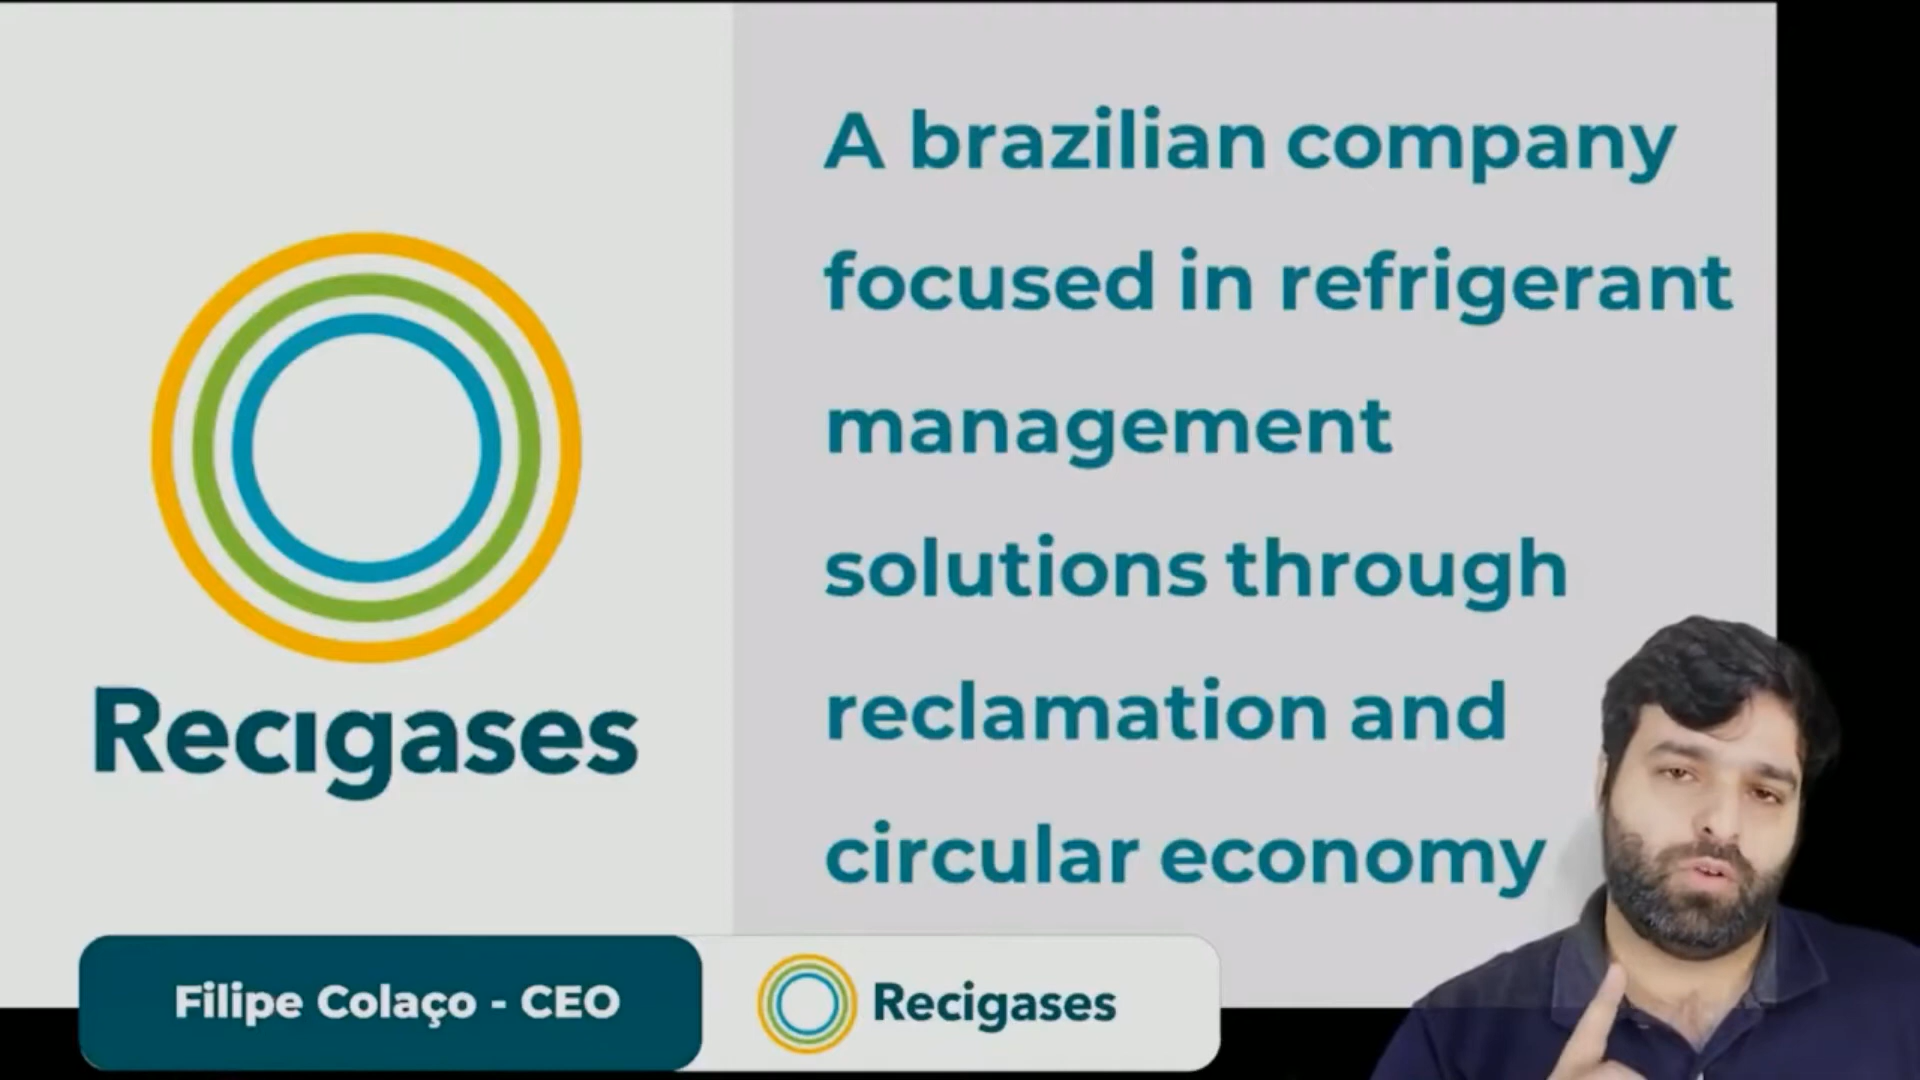 Recigases
A brazilian company
focused in refrigerant
management
solutions through
reclamation and
circular economy
Filipe Colaço - CEO
Recigases